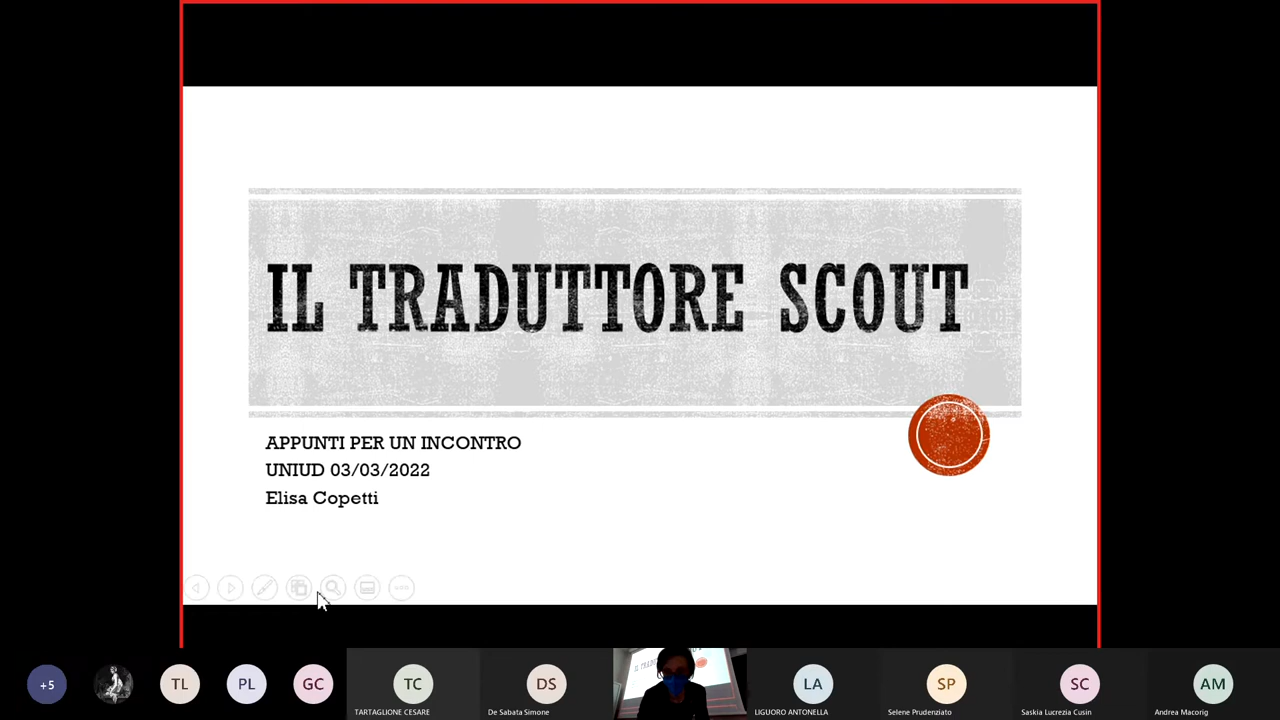 IL TRADUTTORE SCOUT
APPUNTI PER UN INCONTRO
UNIUD 03/03/2022
Elisa Copetti
+5
TL
PL
GC
TC
TARTAGLIONE CESARE
DS
De Sabata Simone
LA
LIGUORO ANTONELLA
SP
Selene Prudenziato
SC
Saskia Lucrezia Cusin
AM
Andrea Macorig